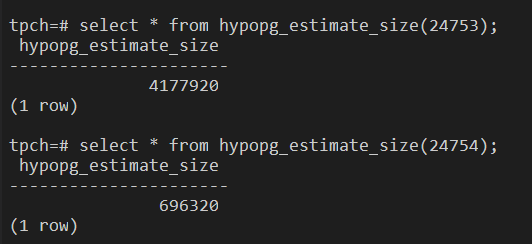 tpch=# select * from hypopg_estimate_size(24753);
 hypopg_estimate_size
----------------------
              4177920
(1 row)

tpch=# select * from hypopg_estimate_size(24754);
 hypopg_estimate_size
----------------------
               696320
(1 row)